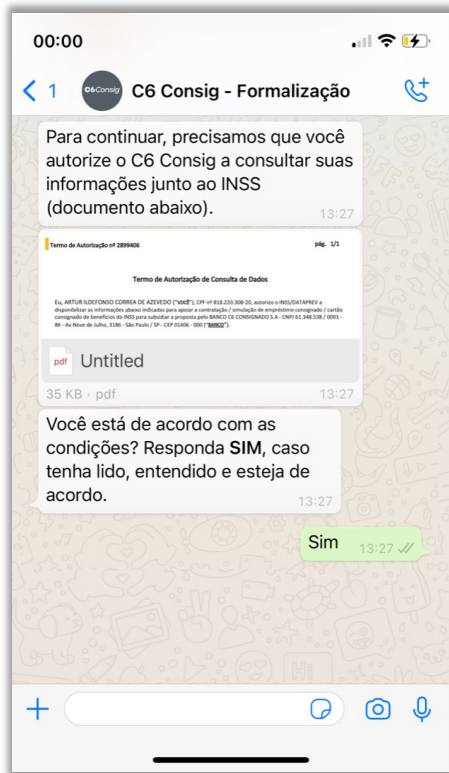 00:00
1
C6Consig
C6 Consig - Formalização
Para continuar, precisamos que você
autorize o C6 Consig a consultar suas
informações junto ao INSS
(documento abaixo).
13:27
Termo de Autorização nº 2899406
pág. 1/1
Termo de Autorização de Consulta de Dados
Eu, ARTUR ILDEFONSO CORREA DE AZEVEDO ("você"), CPF nº 818.220.308-20, autorizo o INSS/DATAPREV a
disponibilizar as informações abaixo indicadas para apoiar a contratação / simulação de empréstimo consignado / cartão
consignado de benefícios do INSS para subsidiar a proposta pelo BANCO C6 CONSIGNADO S.A - CNPJ 61.348.538 / 0001 -
86 - Av Nove de Julho, 3186 - São Paulo / SP - CEP 01406 - 000 ("BANCO").
pdf
Untitled
35 KB · pdf
13:27
Você está de acordo com as
condições? Responda SIM, caso
tenha lido, entendido e esteja de
acordo.
13:27
Sim
13:27